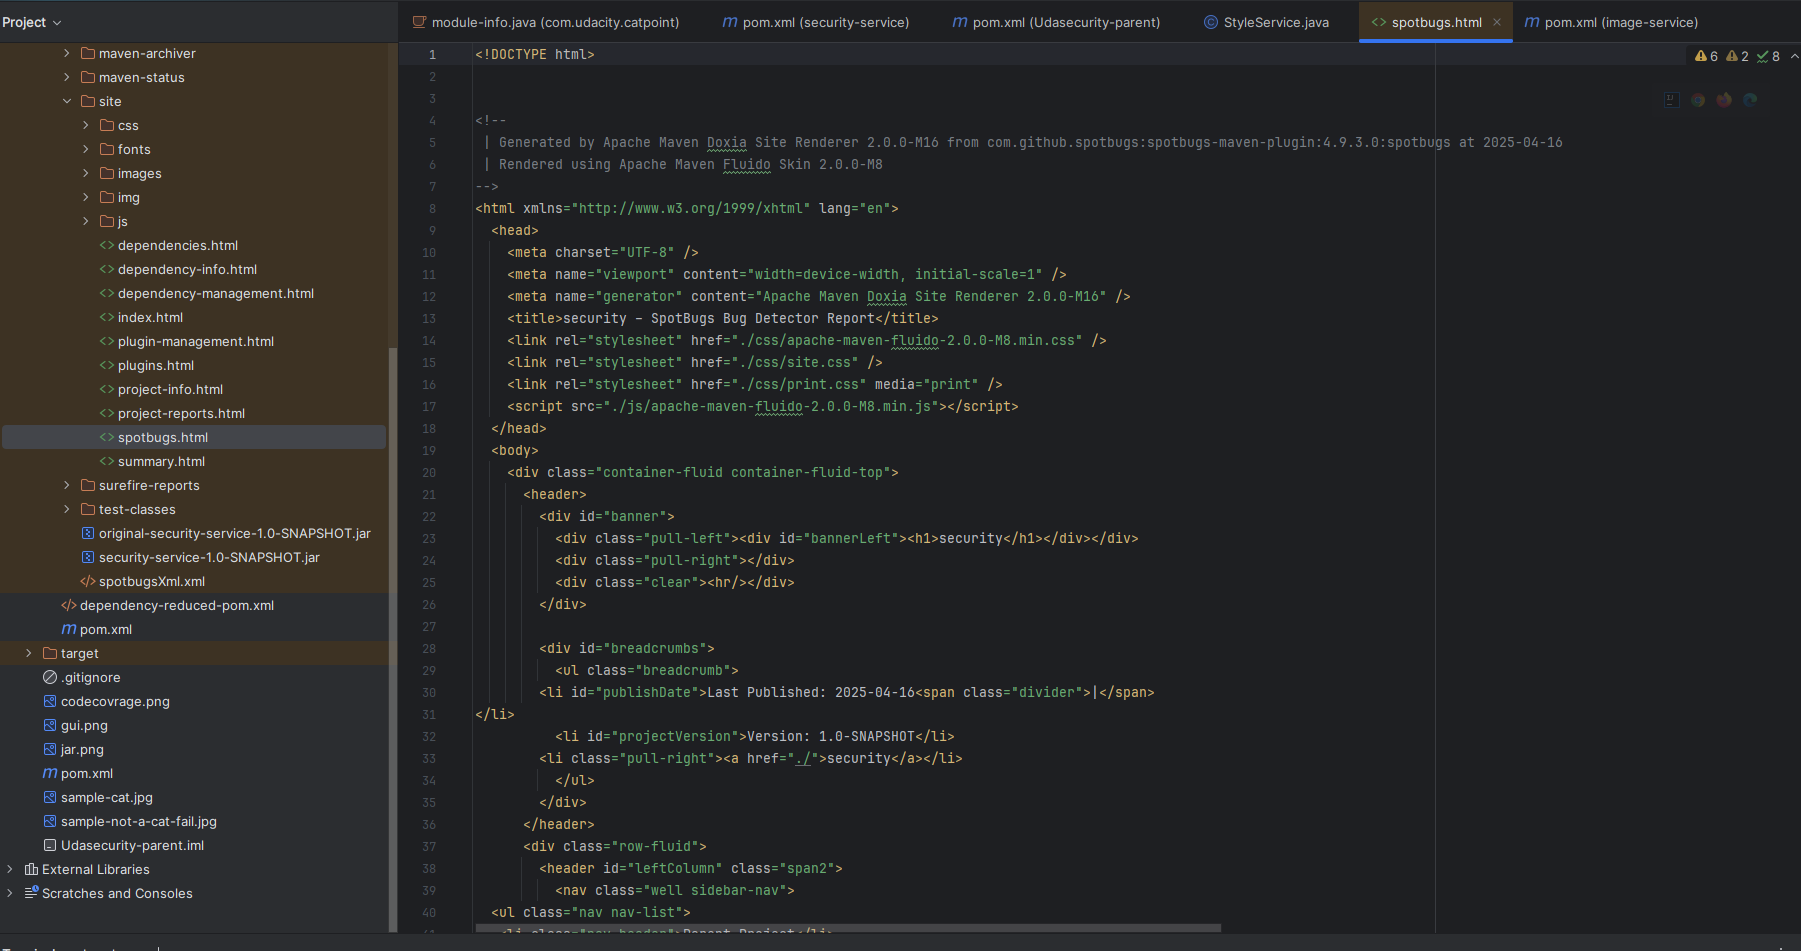 Project
module-info.java (com.udacity.catpoint)
pom.xml (security-service)
pom.xml (Udasecurity-parent)
StyleService.java
spotbugs.html
pom.xml (image-service)
maven-archiver
maven-status
site
css
fonts
images
img
js
dependencies.html
dependency-info.html
dependency-management.html
index.html
plugin-management.html
plugins.html
project-info.html
project-reports.html
spotbugs.html
summary.html
surefire-reports
test-classes
original-security-service-1.0-SNAPSHOT.jar
security-service-1.0-SNAPSHOT.jar
spotbugsXml.xml
dependency-reduced-pom.xml
pom.xml
target
.gitignore
codecovrage.png
gui.png
jar.png
pom.xml
sample-cat.jpg
sample-not-a-cat-fail.jpg
Udasecurity-parent.iml
External Libraries
Scratches and Consoles
6 2 8
1 <!DOCTYPE html>
2
3
4 <!--
5 | Generated by Apache Maven Doxia Site Renderer 2.0.0-M16 from com.github.spotbugs:spotbugs-maven-plugin:4.9.3.0:spotbugs at 2025-04-16
6 | Rendered using Apache Maven Fluido Skin 2.0.0-M8
7 -->
8 <html xmlns="http://www.w3.org/1999/xhtml" lang="en">
9 <head>
10 <meta charset="UTF-8" />
11 <meta name="viewport" content="width=device-width, initial-scale=1" />
12 <meta name="generator" content="Apache Maven Doxia Site Renderer 2.0.0-M16" />
13 <title>security – SpotBugs Bug Detector Report</title>
14 <link rel="stylesheet" href="./css/apache-maven-fluido-2.0.0-M8.min.css" />
15 <link rel="stylesheet" href="./css/site.css" />
16 <link rel="stylesheet" href="./css/print.css" media="print" />
17 <script src="./js/apache-maven-fluido-2.0.0-M8.min.js"></script>
18 </head>
19 <body>
20 <div class="container-fluid container-fluid-top">
21 <header>
22 <div id="banner">
23 <div class="pull-left"><div id="bannerLeft"><h1>security</h1></div></div>
24 <div class="pull-right"></div>
25 <div class="clear"><hr/></div>
26 </div>
27
28 <div id="breadcrumbs">
29 <ul class="breadcrumb">
30 <li id="publishDate">Last Published: 2025-04-16<span class="divider">|</span>
31 </li>
32 <li id="projectVersion">Version: 1.0-SNAPSHOT</li>
33 <li class="pull-right"><a href="./">security</a></li>
34 </ul>
35 </div>
36 </header>
37 <div class="row-fluid">
38 <header id="leftColumn" class="span2">
39 <nav class="well sidebar-nav">
40 <ul class="nav nav-list">